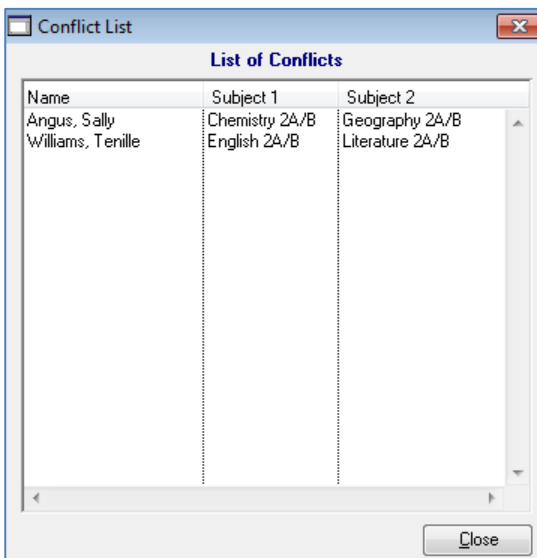 Conflict List
List of Conflicts
Name Subject 1 Subject 2
Angus, Sally Chemistry 2A/B Geography 2A/B
Williams, Tenille English 2A/B Literature 2A/B
Close